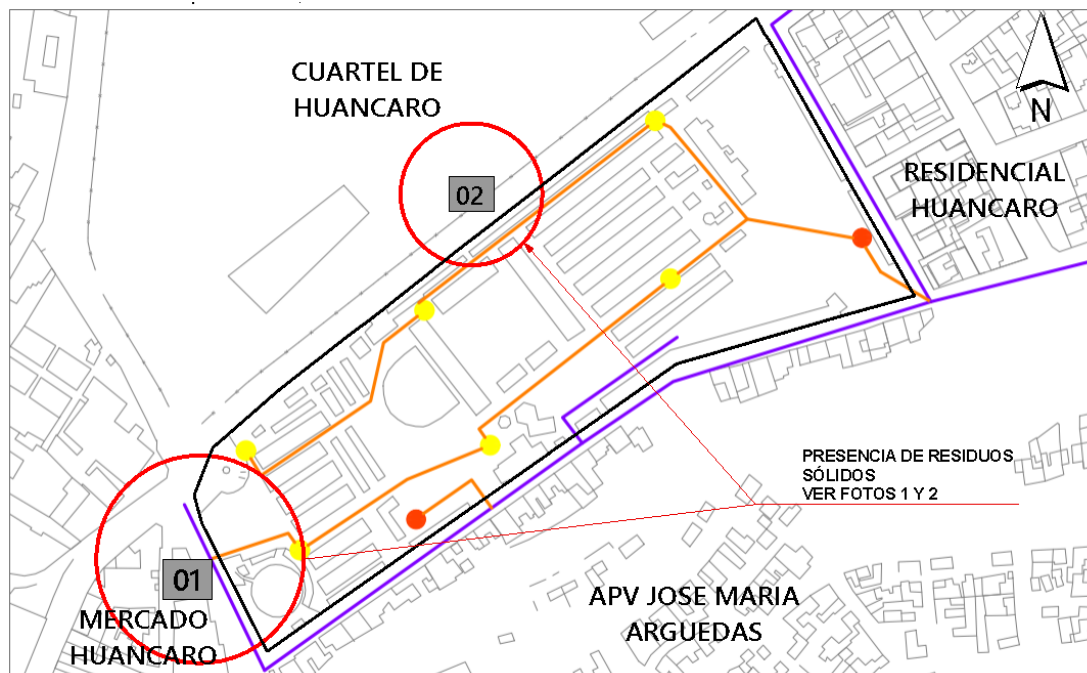 CUARTEL DE
HUANCARO
N
02
RESIDENCIAL
HUANCARO
PRESENCIA DE RESIDUOS
SÓLIDOS
VER FOTOS 1 Y 2
01
MERCADO
HUANCARO
APV JOSE MARIA
ARGUEDAS